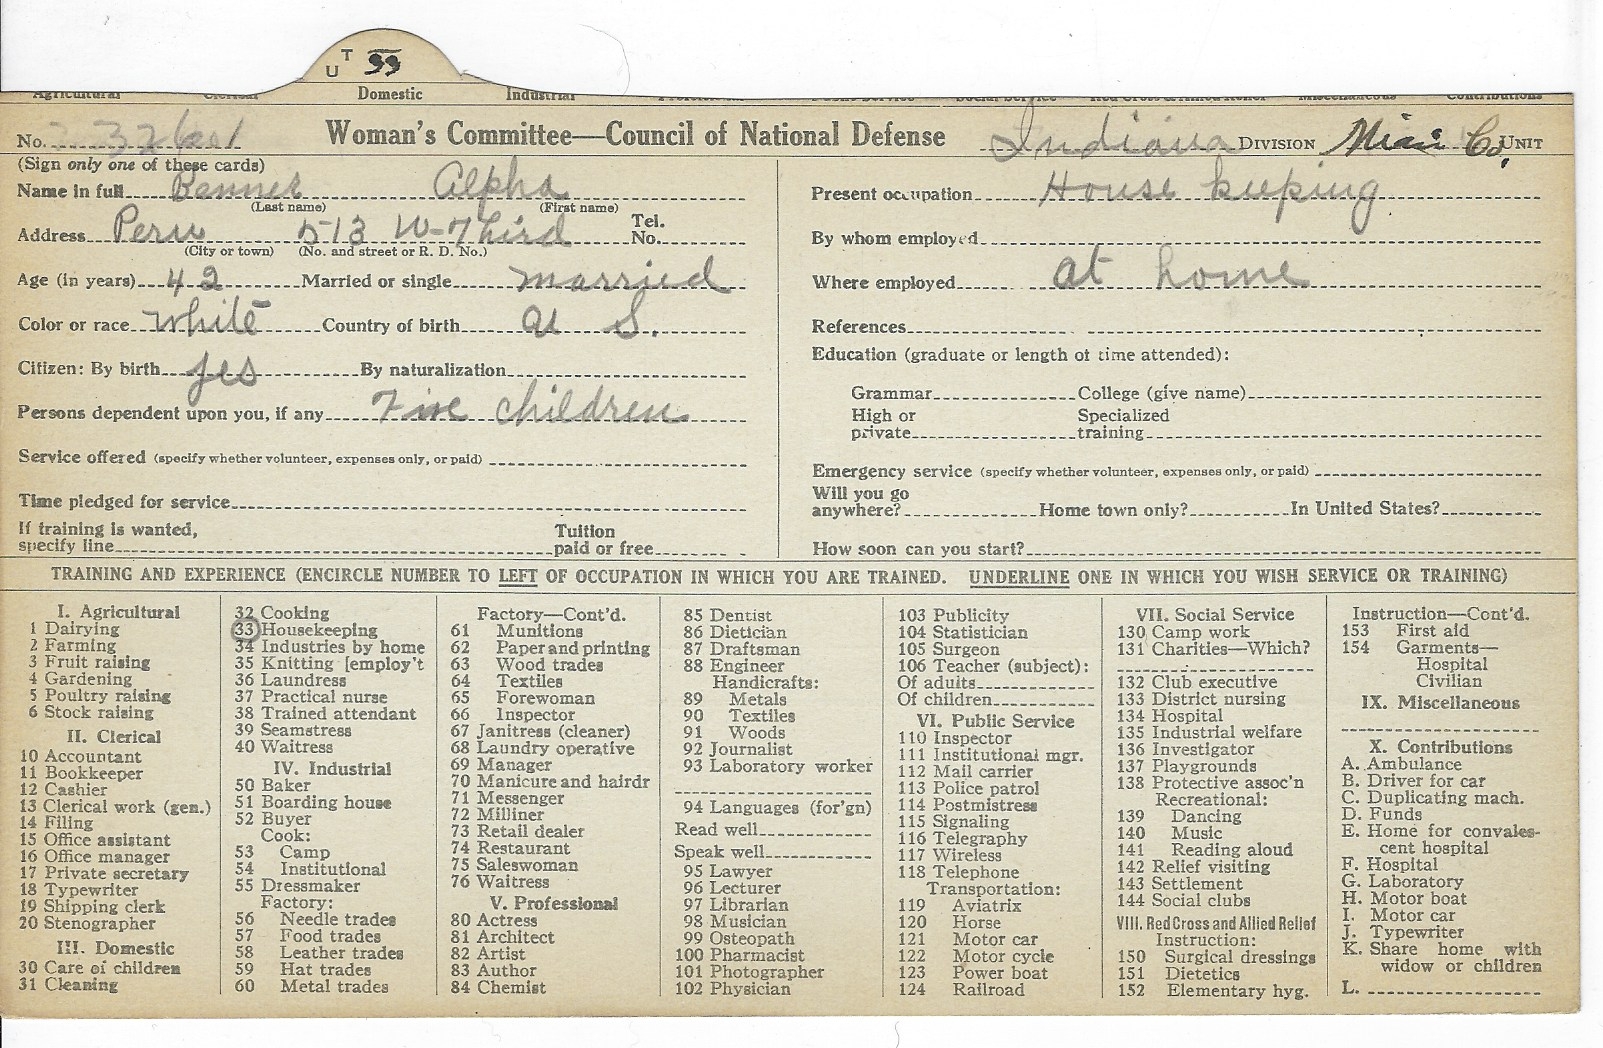 U T 33
Agricultural Clerical Domestic Industrial Professional Public Service Social Service Red Cross & Allied Relief Miscellaneous Contributions
No. Woman's Committee—Council of National Defense Indiana DIVISION Miami Co. UNIT
(Sign only one of these cards)
Name in full Benner Alpha
(Last name) (First name)
Address Peru 513 W-Third Tel. No.
(City or town) (No. and street or R. D. No.)
Age (in years) 42 Married or single married
Color or race white Country of birth U S.
Citizen: By birth yes By naturalization
Persons dependent upon you, if any Five children
Service offered (specify whether volunteer, expenses only, or paid)
Time pledged for service
If training is wanted,
specify line Tuition paid or free
Present occupation House keeping
By whom employed
Where employed at home
References
Education (graduate or length of time attended):
Grammar College (give name)
High or private Specialized training
Emergency service (specify whether volunteer, expenses only, or paid)
Will you go
anywhere? Home town only? In United States?
How soon can you start?
TRAINING AND EXPERIENCE (ENCIRCLE NUMBER TO LEFT OF OCCUPATION IN WHICH YOU ARE TRAINED. UNDERLINE ONE IN WHICH YOU WISH SERVICE OR TRAINING)
I. Agricultural
1 Dairying
2 Farming
3 Fruit raising
4 Gardening
5 Poultry raising
6 Stock raising
II. Clerical
10 Accountant
11 Bookkeeper
12 Cashier
13 Clerical work (gen.)
14 Filing
15 Office assistant
16 Office manager
17 Private secretary
18 Typewriter
19 Shipping clerk
20 Stenographer
III. Domestic
30 Care of children
31 Cleaning
32 Cooking
33 Housekeeping
34 Industries by home
35 Knitting [employ't
36 Laundress
37 Practical nurse
38 Trained attendant
39 Seamstress
40 Waitress
IV. Industrial
50 Baker
51 Boarding house
52 Buyer
Cook:
53 Camp
54 Institutional
55 Dressmaker
Factory:
56 Needle trades
57 Food trades
58 Leather trades
59 Hat trades
60 Metal trades
Factory—Cont'd.
61 Munitions
62 Paper and printing
63 Wood trades
64 Textiles
65 Forewoman
66 Inspector
67 Janitress (cleaner)
68 Laundry operative
69 Manager
70 Manicure and hairdr
71 Messenger
72 Milliner
73 Retail dealer
74 Restaurant
75 Saleswoman
76 Waitress
V. Professional
80 Actress
81 Architect
82 Artist
83 Author
84 Chemist
85 Dentist
86 Dietician
87 Draftsman
88 Engineer
Handicrafts:
89 Metals
90 Textiles
91 Woods
92 Journalist
93 Laboratory worker
94 Languages (for'gn)
Read well
Speak well
95 Lawyer
96 Lecturer
97 Librarian
98 Musician
99 Osteopath
100 Pharmacist
101 Photographer
102 Physician
103 Publicity
104 Statistician
105 Surgeon
106 Teacher (subject):
Of adults
Of children
VI. Public Service
110 Inspector
111 Institutional mgr.
112 Mail carrier
113 Police patrol
114 Postmistress
115 Signaling
116 Telegraphy
117 Wireless
118 Telephone
Transportation:
119 Aviatrix
120 Horse
121 Motor car
122 Motor cycle
123 Power boat
124 Railroad
VII. Social Service
130 Camp work
131 Charities—Which?
132 Club executive
133 District nursing
134 Hospital
135 Industrial welfare
136 Investigator
137 Playgrounds
138 Protective assoc'n
Recreational:
139 Dancing
140 Music
141 Reading aloud
142 Relief visiting
143 Settlement
144 Social clubs
VIII. Red Cross and Allied Relief
Instruction:
150 Surgical dressings
151 Dietetics
152 Elementary hyg.
Instruction—Cont'd.
153 First aid
154 Garments—
Hospital
Civilian
IX. Miscellaneous
X. Contributions
A. Ambulance
B. Driver for car
C. Duplicating mach.
D. Funds
E. Home for convales-
cent hospital
F. Hospital
G. Laboratory
H. Motor boat
I. Motor car
J. Typewriter
K. Share home with
widow or children
L.